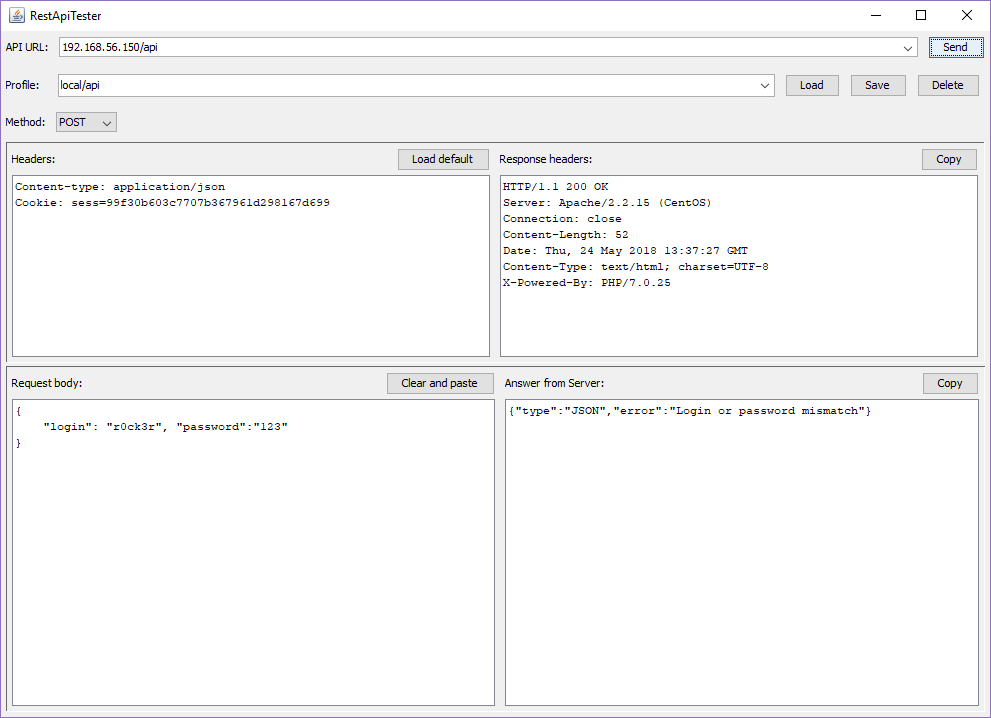 RestApiTester
API URL: 192.168.56.150/api Send
Profile: local/api Load Save Delete
Method: POST
Headers: Load default
Content-type: application/json
Cookie: sess=99f30b603c7707b367961d298167d699
Response headers: Copy
HTTP/1.1 200 OK
Server: Apache/2.2.15 (CentOS)
Connection: close
Content-Length: 52
Date: Thu, 24 May 2018 13:37:27 GMT
Content-Type: text/html; charset=UTF-8
X-Powered-By: PHP/7.0.25
Request body: Clear and paste
{
    "login": "r0ck3r", "password":"123"
}
Answer from Server: Copy
{"type":"JSON","error":"Login or password mismatch"}